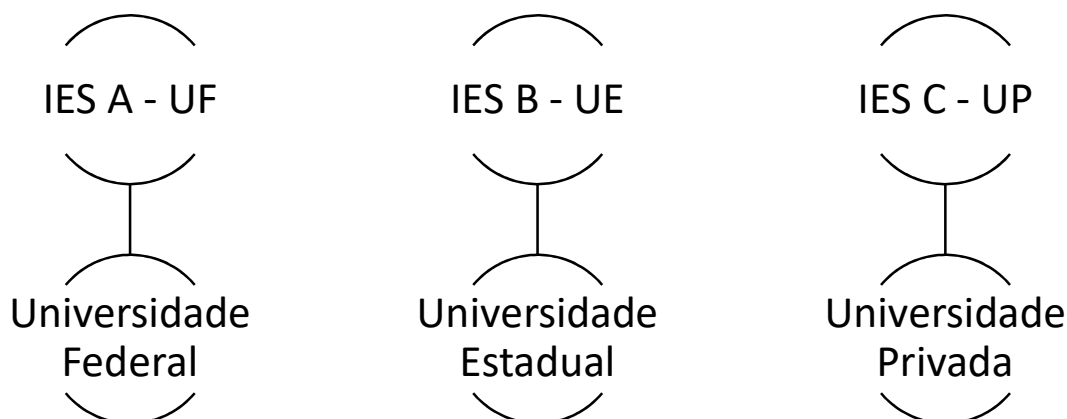 IES A - UF
IES B - UE
IES C - UP
Universidade
Federal
Universidade
Estadual
Universidade
Privada